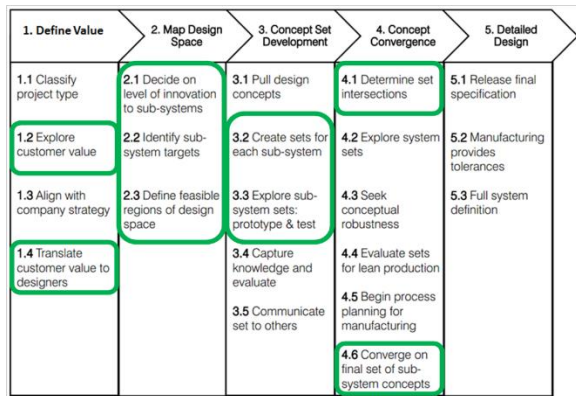 1. Define Value
2. Map Design
Space
3. Concept Set
Development
4. Concept
Convergence
5. Detailed
Design
1.1 Classify
project type
1.2 Explore
customer value
1.3 Align with
company strategy
1.4 Translate
customer value to
designers
2.1 Decide on
level of innovation
to sub-systems
2.2 Identify sub-
system targets
2.3 Define feasible
regions of design
space
3.1 Pull design
concepts
3.2 Create sets for
each sub-system
3.3 Explore sub-
system sets:
prototype & test
3.4 Capture
knowledge and
evaluate
3.5 Communicate
set to others
4.1 Determine set
intersections
4.2 Explore system
sets
4.3 Seek
conceptual
robustness
4.4 Evaluate sets
for lean production
4.5 Begin process
planning for
manufacturing
4.6 Converge on
final set of sub-
system concepts
5.1 Release final
specification
5.2 Manufacturing
provides
tolerances
5.3 Full system
definition